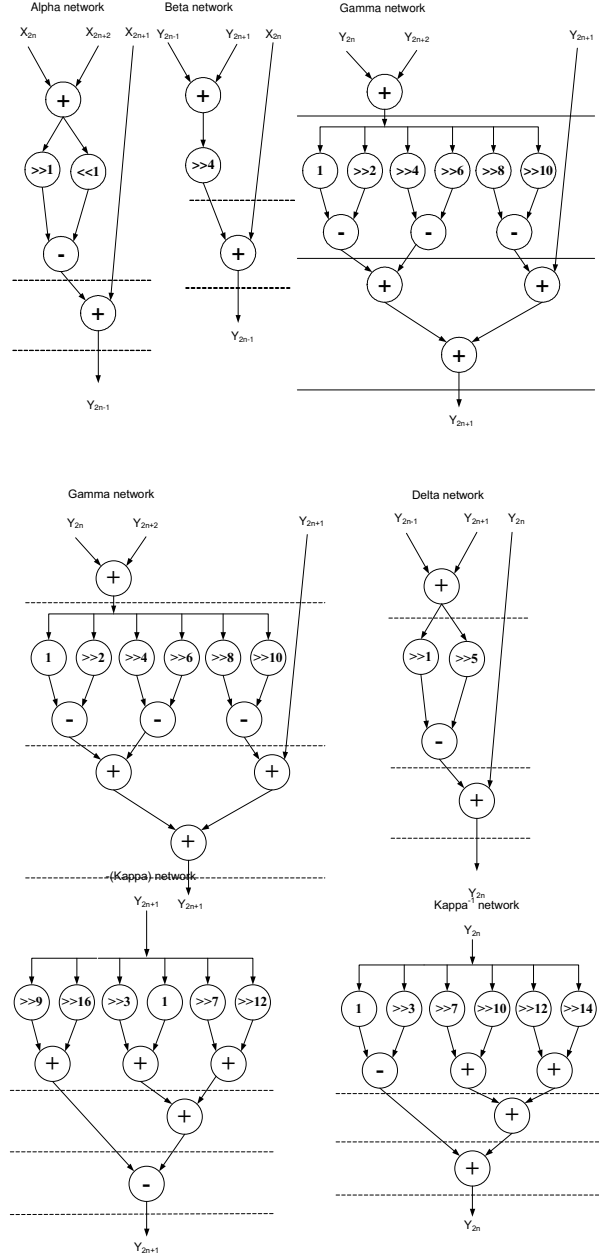 Alpha network Beta network Gamma network
X2n X2n+2 X2n+1 Y2n-1 Y2n+1 X2n Y2n Y2n+2 Y2n+1
+ + +
>>1 <<1 >>4 1 >>2 >>4 >>6 >>8 >>10
- + - - -
+ + +
+
Y2n-1 Y2n-1 Y2n+1
Gamma network Delta network
Y2n Y2n+2 Y2n+1 Y2n-1 Y2n+1 Y2n
+ +
1 >>2 >>4 >>6 >>8 >>10 >>1 >>5
- - - -
+ + +
+
-(Kappa) network Y2n
Y2n+1 Y2n+1 Kappa-1 network
Y2n
>>9 >>16 >>3 1 >>7 >>12 1 >>3 >>7 >>10 >>12 >>14
+ + + - + +
+ +
- +
Y2n+1 Y2n